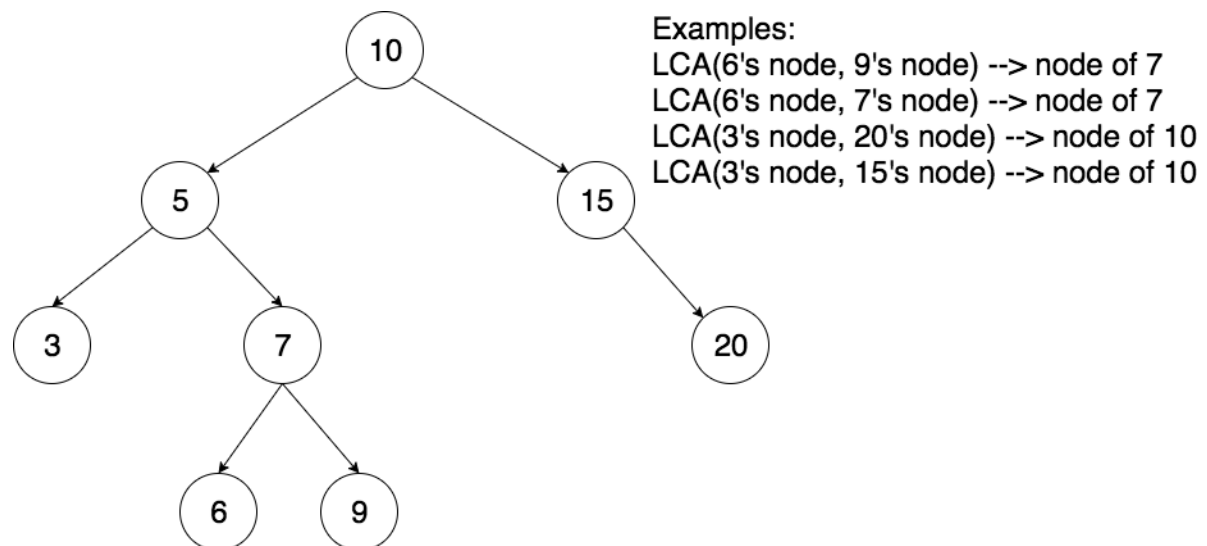 10
Examples:
LCA(6's node, 9's node) --> node of 7
LCA(6's node, 7's node) --> node of 7
LCA(3's node, 20's node) --> node of 10
LCA(3's node, 15's node) --> node of 10
5
15
3
7
20
6
9